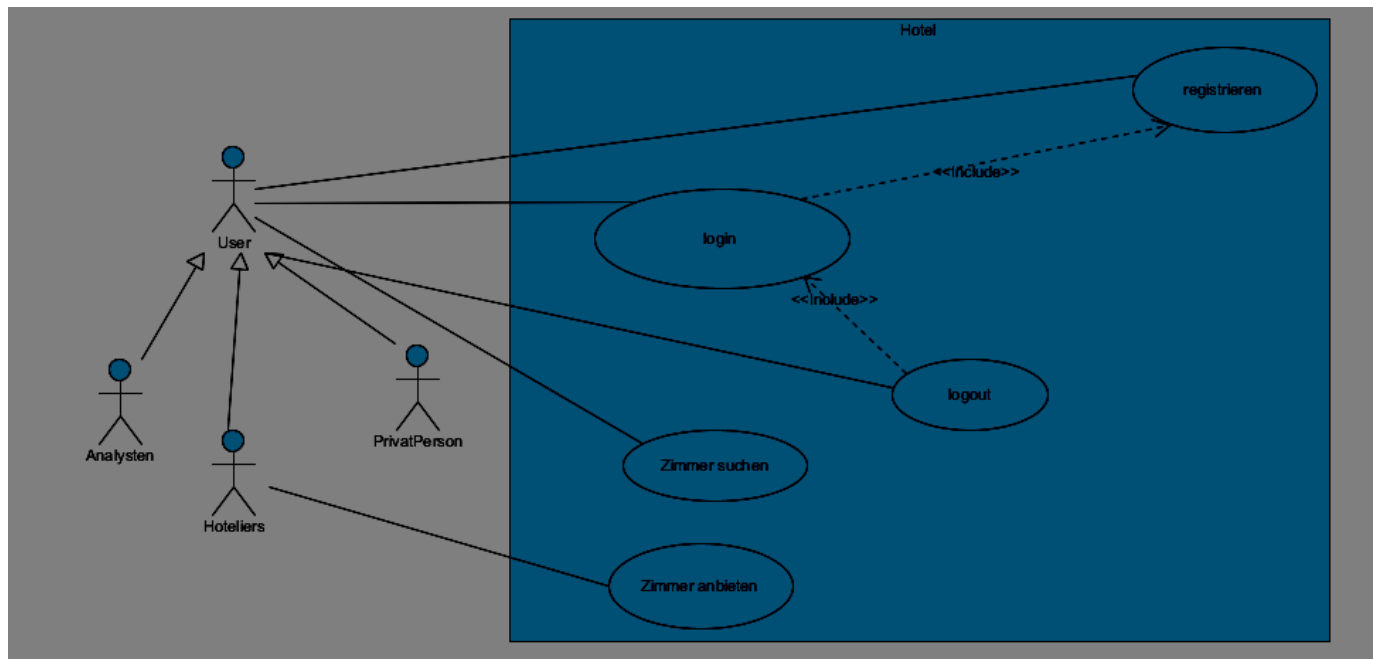 Hotel
registrieren
<<Include>>
User
login
<<Include>>
logout
PrivatPerson
Analysten
Zimmer suchen
Hoteliers
Zimmer anbieten